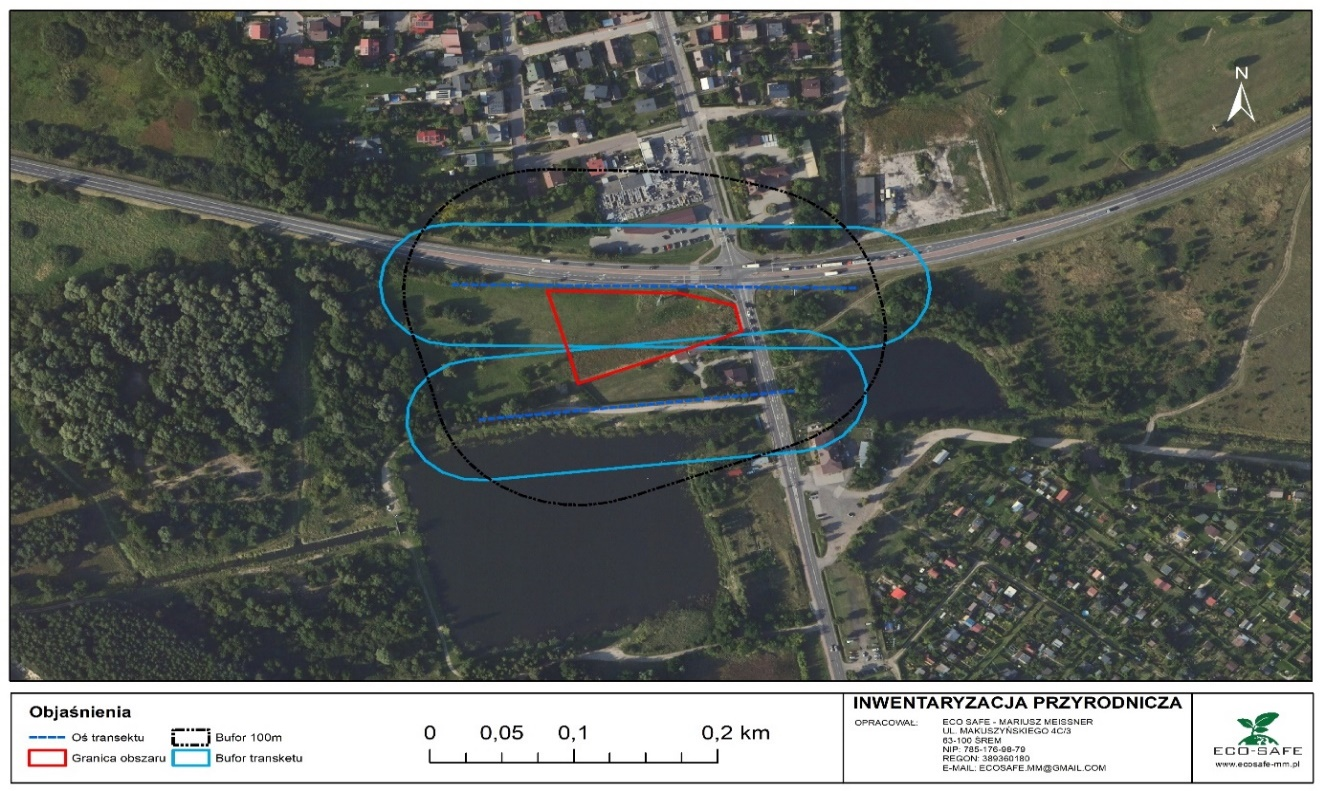 N
Objaśnienia
Oś transektu
Bufor 100m
Granica obszaru
Bufor transketu
0 0,05 0,1 0,2 km
INWENTARYZACJA PRZYRODNICZA
OPRACOWAŁ:
ECO SAFE - MARIUSZ MEISSNER
UL. MAKUSZYŃSKIEGO 4C/3
63-100 ŚREM
NIP: 785-176-98-79
REGON: 389360180
E-MAIL: ECOSAFE.MM@GMAIL.COM
ECO-SAFE
www.ecosafe-mm.pl